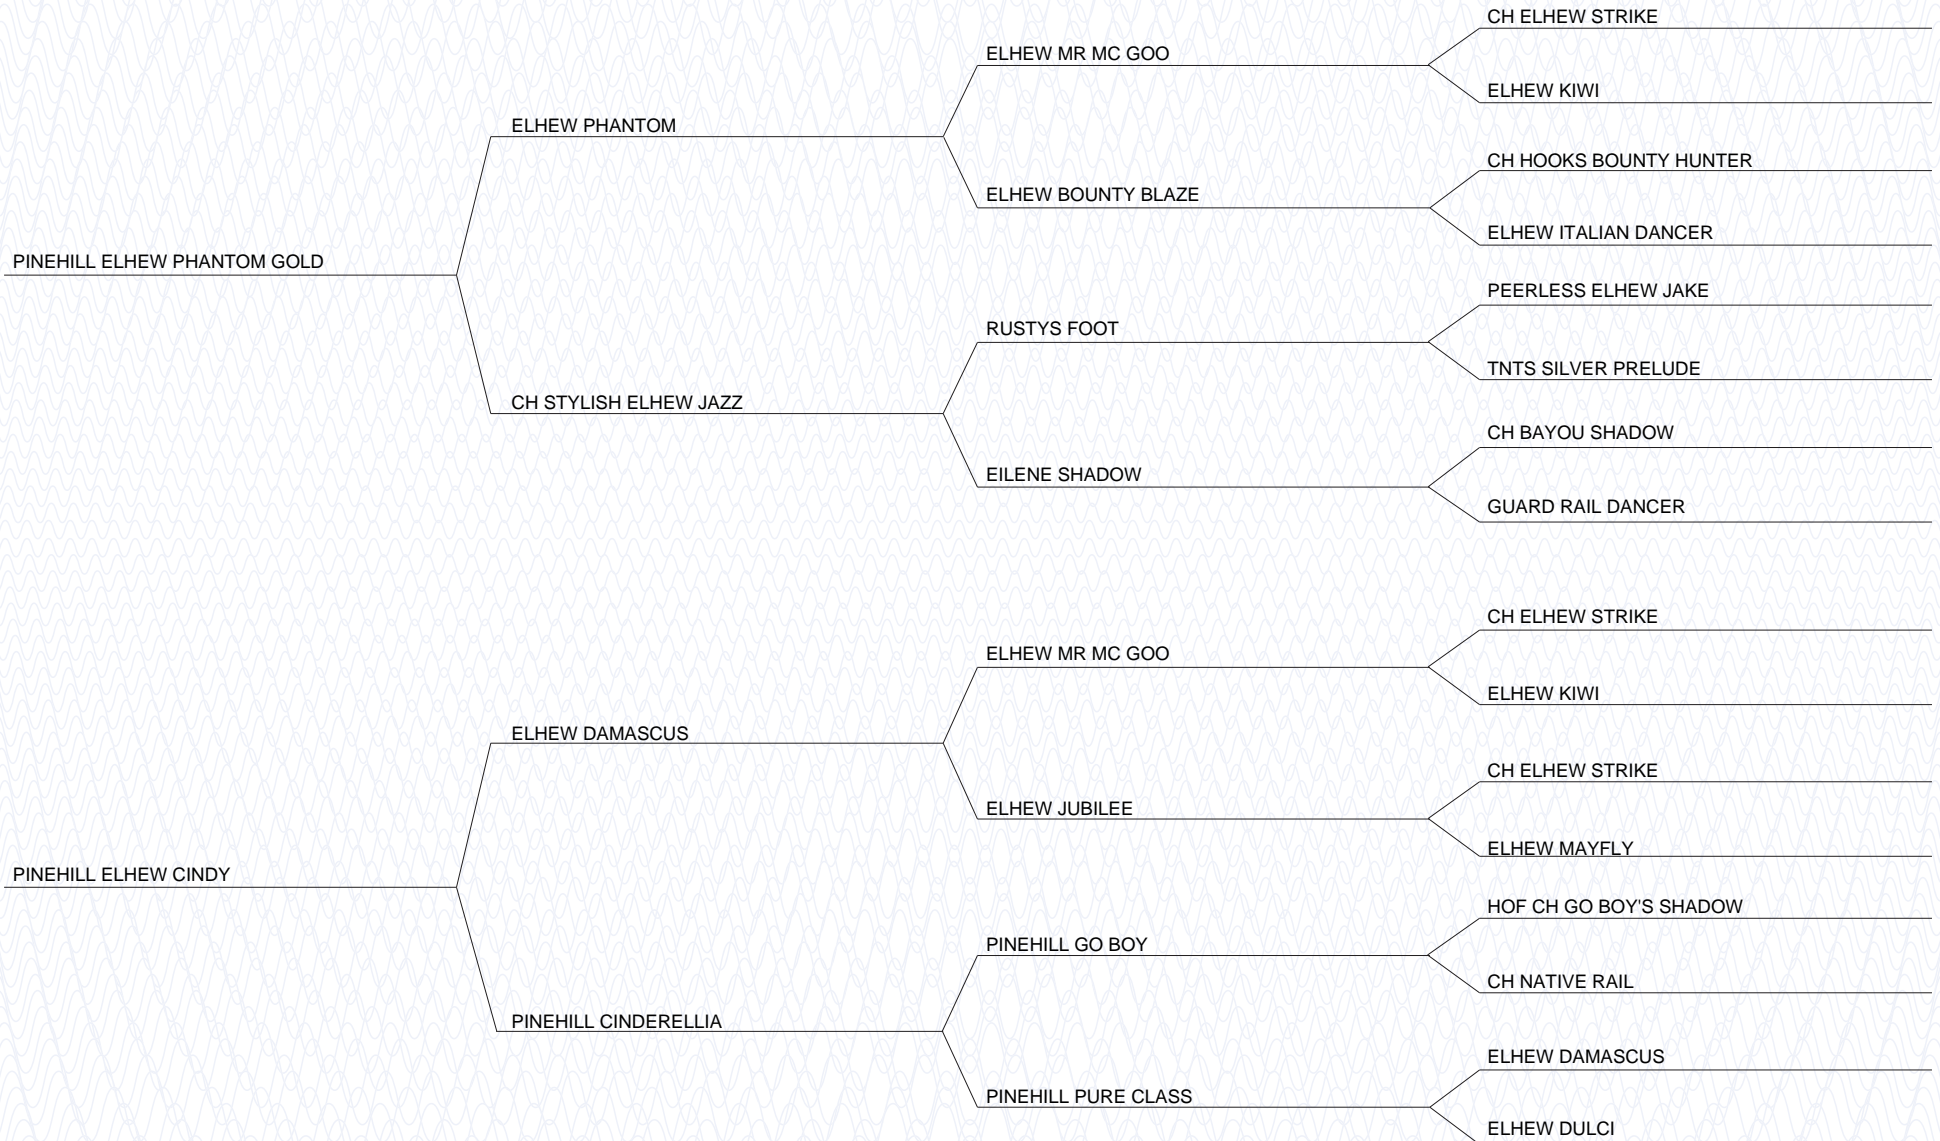 CH ELHEW STRIKE
ELHEW MR MC GOO
ELHEW KIWI
ELHEW PHANTOM
CH HOOKS BOUNTY HUNTER
ELHEW BOUNTY BLAZE
ELHEW ITALIAN DANCER
PINEHILL ELHEW PHANTOM GOLD
PEERLESS ELHEW JAKE
RUSTYS FOOT
TNTS SILVER PRELUDE
CH STYLISH ELHEW JAZZ
CH BAYOU SHADOW
EILENE SHADOW
GUARD RAIL DANCER
CH ELHEW STRIKE
ELHEW MR MC GOO
ELHEW KIWI
ELHEW DAMASCUS
CH ELHEW STRIKE
ELHEW JUBILEE
ELHEW MAYFLY
PINEHILL ELHEW CINDY
HOF CH GO BOY'S SHADOW
PINEHILL GO BOY
CH NATIVE RAIL
PINEHILL CINDERELLIA
ELHEW DAMASCUS
PINEHILL PURE CLASS
ELHEW DULCI